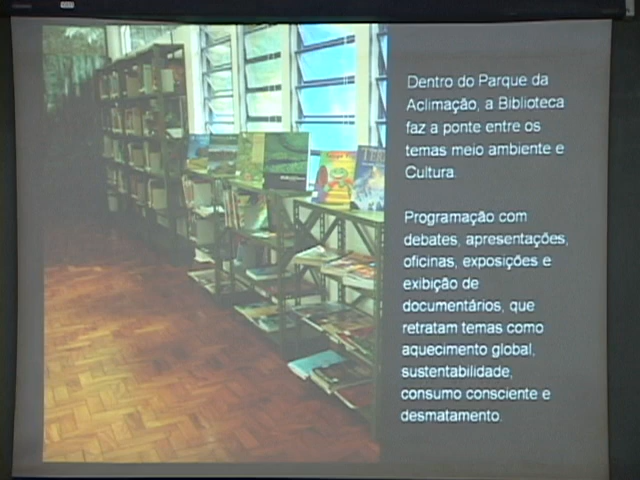 Dentro do Parque da
Aclimação, a Biblioteca
faz a ponte entre os
temas meio ambiente e
Cultura.
Programação com
debates, apresentações,
oficinas, exposições e
exibição de
documentários, que
retratam temas como
aquecimento global,
sustentabilidade,
consumo consciente e
desmatamento.